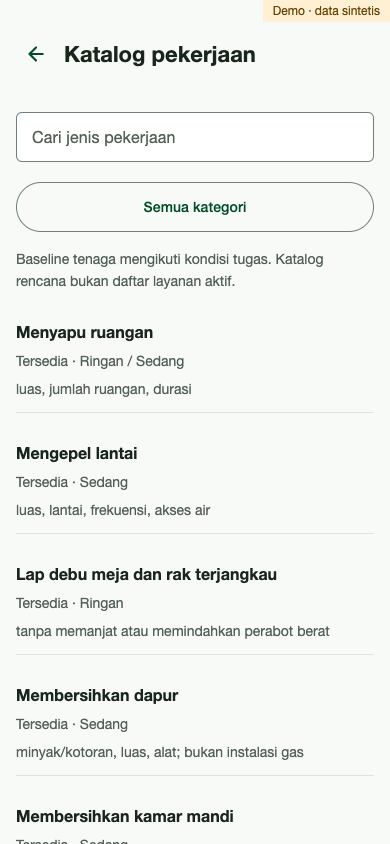 Demo · data sintetis
Katalog pekerjaan
Cari jenis pekerjaan
Semua kategori
Baseline tenaga mengikuti kondisi tugas. Katalog
rencana bukan daftar layanan aktif.
Menyapu ruangan
Tersedia · Ringan / Sedang
luas, jumlah ruangan, durasi
Mengepel lantai
Tersedia · Sedang
luas, lantai, frekuensi, akses air
Lap debu meja dan rak terjangkau
Tersedia · Ringan
tanpa memanjat atau memindahkan perabot berat
Membersihkan dapur
Tersedia · Sedang
minyak/kotoran, luas, alat; bukan instalasi gas
Membersihkan kamar mandi
Tersedia · Sedang